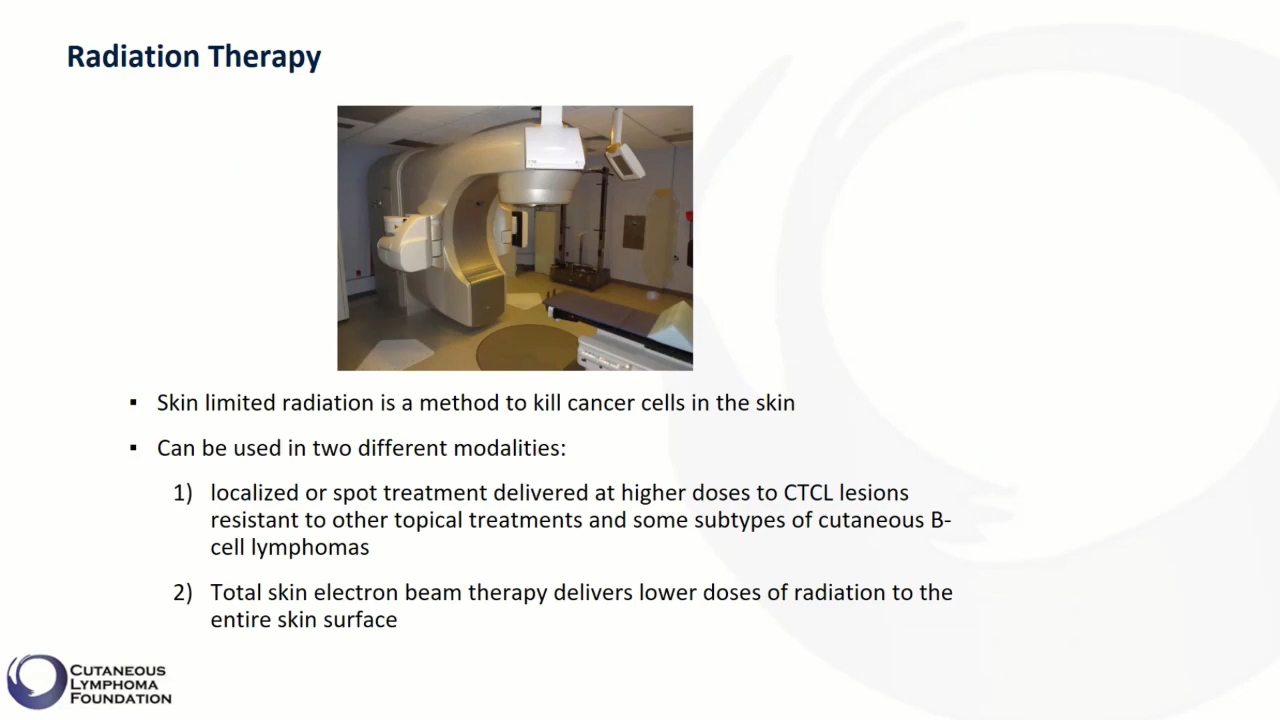 Radiation Therapy
▪ Skin limited radiation is a method to kill cancer cells in the skin
▪ Can be used in two different modalities:
1) localized or spot treatment delivered at higher doses to CTCL lesions
resistant to other topical treatments and some subtypes of cutaneous B-
cell lymphomas
2) Total skin electron beam therapy delivers lower doses of radiation to the
entire skin surface
CUTANEOUS
LYMPHOMA
FOUNDATION